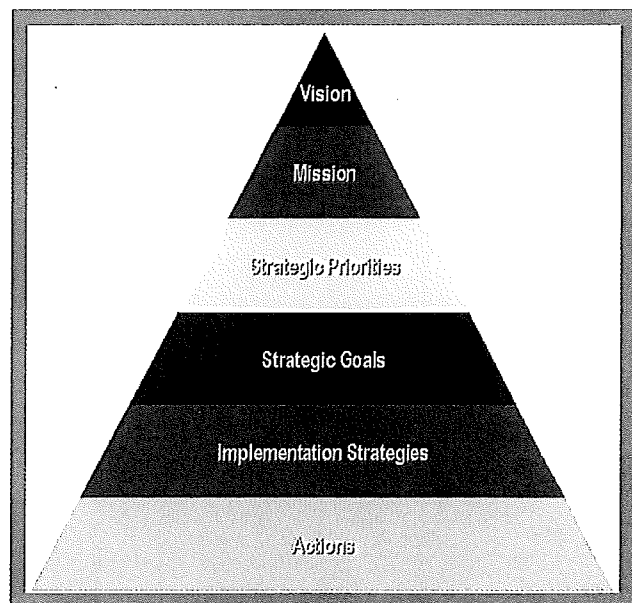 Vision
Mission
Strategic Priorities
Strategic Goals
Implementation Strategies
Actions